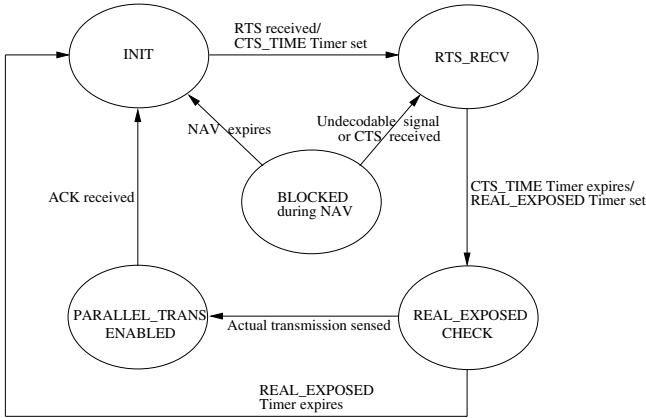 RTS received/
CTS_TIME Timer set
INIT
RTS_RECV
NAV expires
Undecodable signal
or CTS received
BLOCKED
during NAV
ACK received
CTS_TIME Timer expires/
REAL_EXPOSED Timer set
PARALLEL_TRANS
ENABLED
Actual transmission sensed
REAL_EXPOSED
CHECK
REAL_EXPOSED
Timer expires